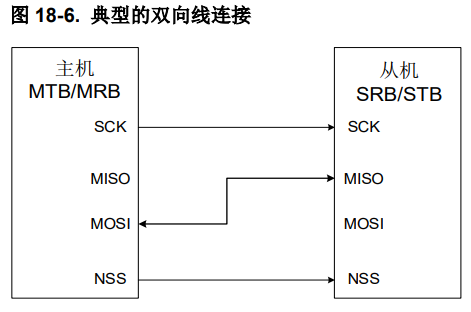 图 18-6. 典型的双向线连接
主机
MTB/MRB
SCK
MISO
MOSI
NSS
从机
SRB/STB
SCK
MISO
MOSI
NSS